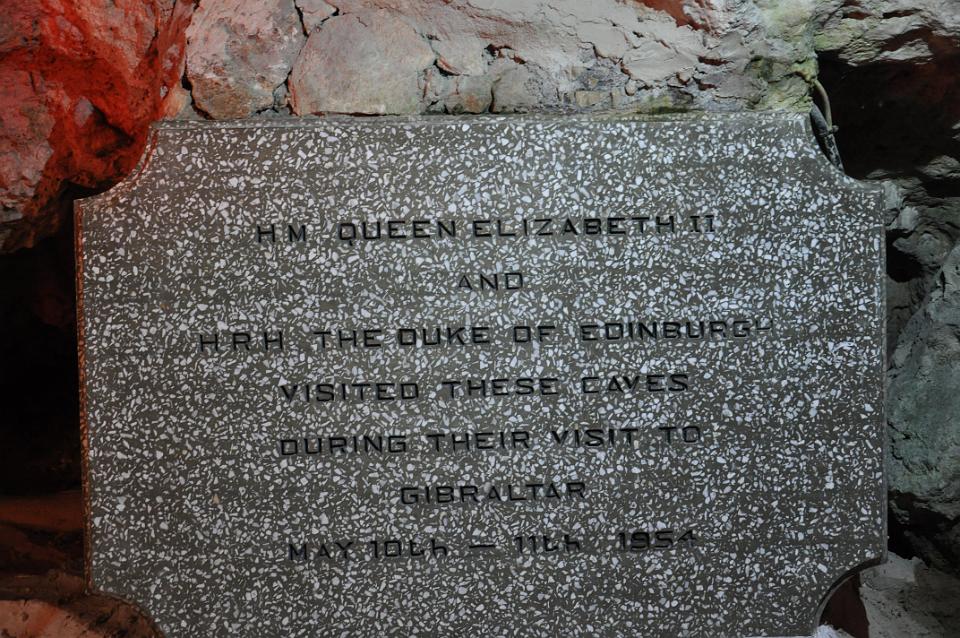 HM QUEEN ELIZABETH II
AND
H.R.H THE DUKE OF EDINBURGH
VISITED THESE CAVES
DURING THEIR VISIT TO
GIBRALTAR
MAY 10th — 11th 1954